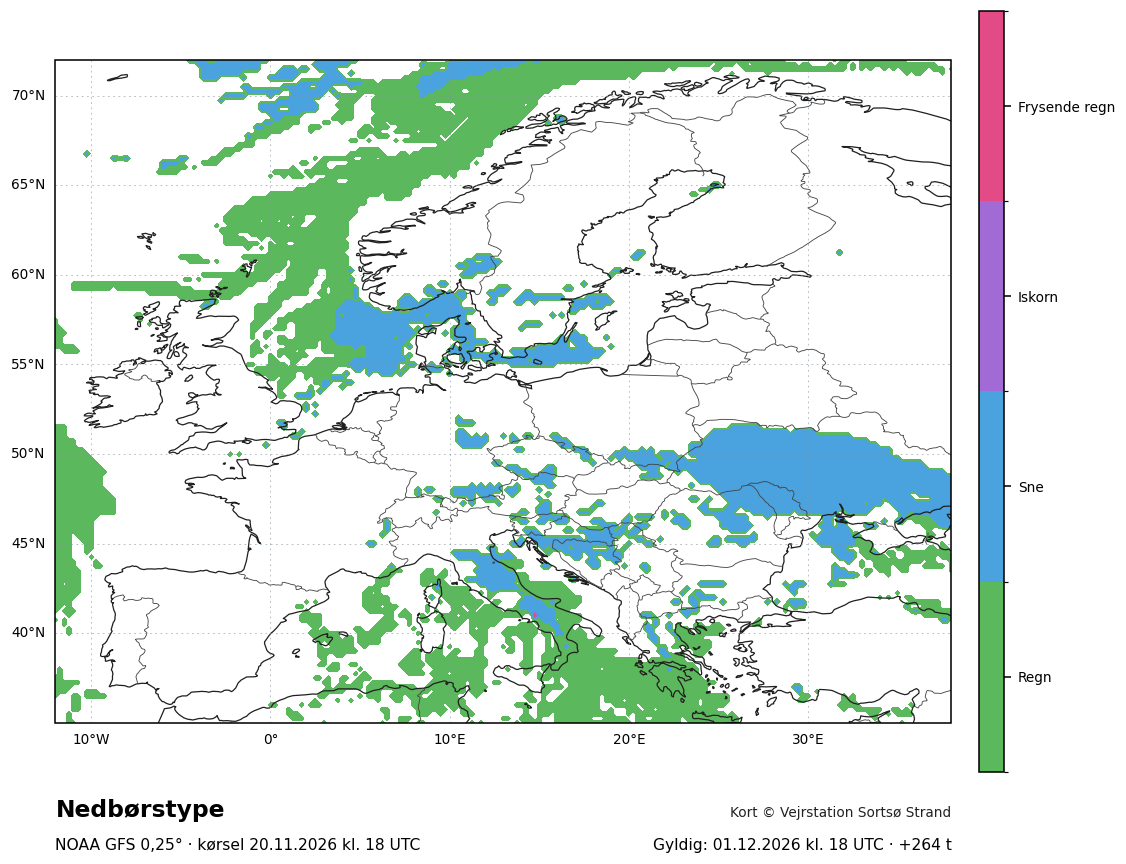 70°N
65°N
60°N
55°N
50°N
45°N
40°N
10°W
0°
10°E
20°E
30°E
Frysende regn
Iskorn
Sne
Regn
Nedbørstype
Kort © Vejrstation Sortsø Strand
NOAA GFS 0,25° · kørsel 20.11.2026 kl. 18 UTC
Gyldig: 01.12.2026 kl. 18 UTC · +264 t